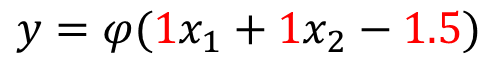 y = φ(1x₁ + 1x₂ − 1.5)